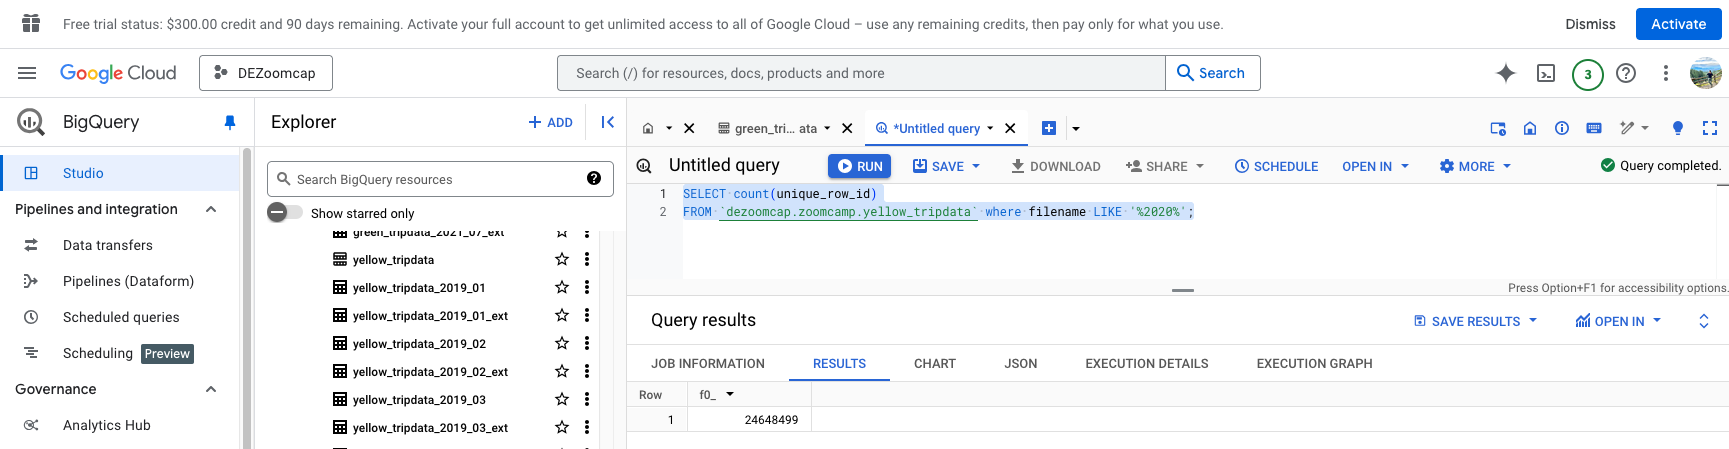 Free trial status: $300.00 credit and 90 days remaining. Activate your full account to get unlimited access to all of Google Cloud – use any remaining credits, then pay only for what you use.
Dismiss
Activate
Google Cloud
DEZoomcap
Search (/) for resources, docs, products and more
Search
3
BigQuery
Studio
Pipelines and integration
Data transfers
Pipelines (Dataform)
Scheduled queries
Scheduling Preview
Governance
Analytics Hub
Explorer
+ ADD
Search BigQuery resources
Show starred only
green_tripdata_2021_07_ext
yellow_tripdata
yellow_tripdata_2019_01
yellow_tripdata_2019_01_ext
yellow_tripdata_2019_02
yellow_tripdata_2019_02_ext
yellow_tripdata_2019_03
yellow_tripdata_2019_03_ext
green_tri... ata
*Untitled query
Untitled query
RUN
SAVE
DOWNLOAD
SHARE
SCHEDULE
OPEN IN
MORE
Query completed.
1 SELECT count(unique_row_id)
2 FROM `dezoomcap.zoomcamp.yellow_tripdata` where filename LIKE '%2020%';
Press Option+F1 for accessibility options.
Query results
SAVE RESULTS
OPEN IN
JOB INFORMATION
RESULTS
CHART
JSON
EXECUTION DETAILS
EXECUTION GRAPH
Row f0_
1 24648499